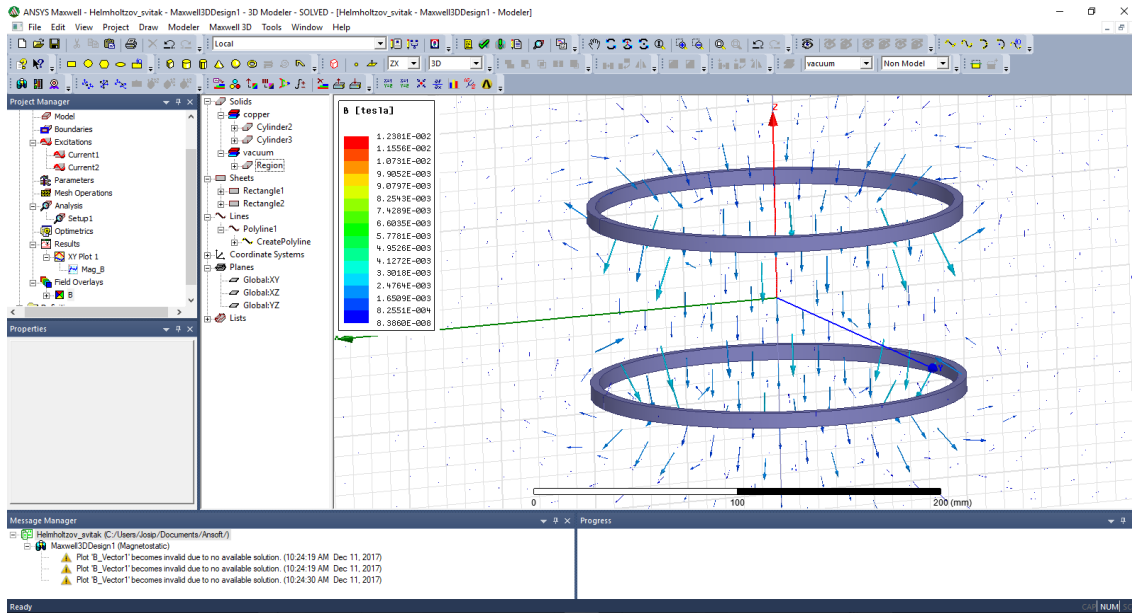 ANSYS Maxwell - Helmholtzov_svitak - Maxwell3DDesign1 - 3D Modeler - SOLVED - [Helmholtzov_svitak - Maxwell3DDesign1 - Modeler]
File Edit View Project Draw Modeler Maxwell 3D Tools Window Help
Local
ZX 3D vacuum Non Model
Project Manager
Model
Boundaries
Excitations
Current1
Current2
Parameters
Mesh Operations
Analysis
Setup1
Optimetrics
Results
XY Plot 1
Mag_B
Field Overlays
B
Properties
Solids
copper
Cylinder2
Cylinder3
vacuum
Region
Sheets
Rectangle1
Rectangle2
Lines
Polyline1
CreatePolyline
Coordinate Systems
Planes
Global:XY
Global:XZ
Global:YZ
Lists
B [tesla]
1.2381E-002
1.1556E-002
1.0731E-002
9.9052E-003
9.0797E-003
8.2543E-003
7.4289E-003
6.6035E-003
5.7781E-003
4.9526E-003
4.1272E-003
3.3018E-003
2.4764E-003
1.6509E-003
8.2551E-004
8.3860E-008
Z
Y
0 100 200 (mm)
Message Manager
Helmholtzov_svitak (C:/Users/Josip/Documents/Ansoft/)
Maxwell3DDesign1 (Magnetostatic)
Plot 'B_Vector1' becomes invalid due to no available solution. (10:24:19 AM Dec 11, 2017)
Plot 'B_Vector1' becomes invalid due to no available solution. (10:24:19 AM Dec 11, 2017)
Plot 'B_Vector1' becomes invalid due to no available solution. (10:24:30 AM Dec 11, 2017)
Progress
Ready
NUM